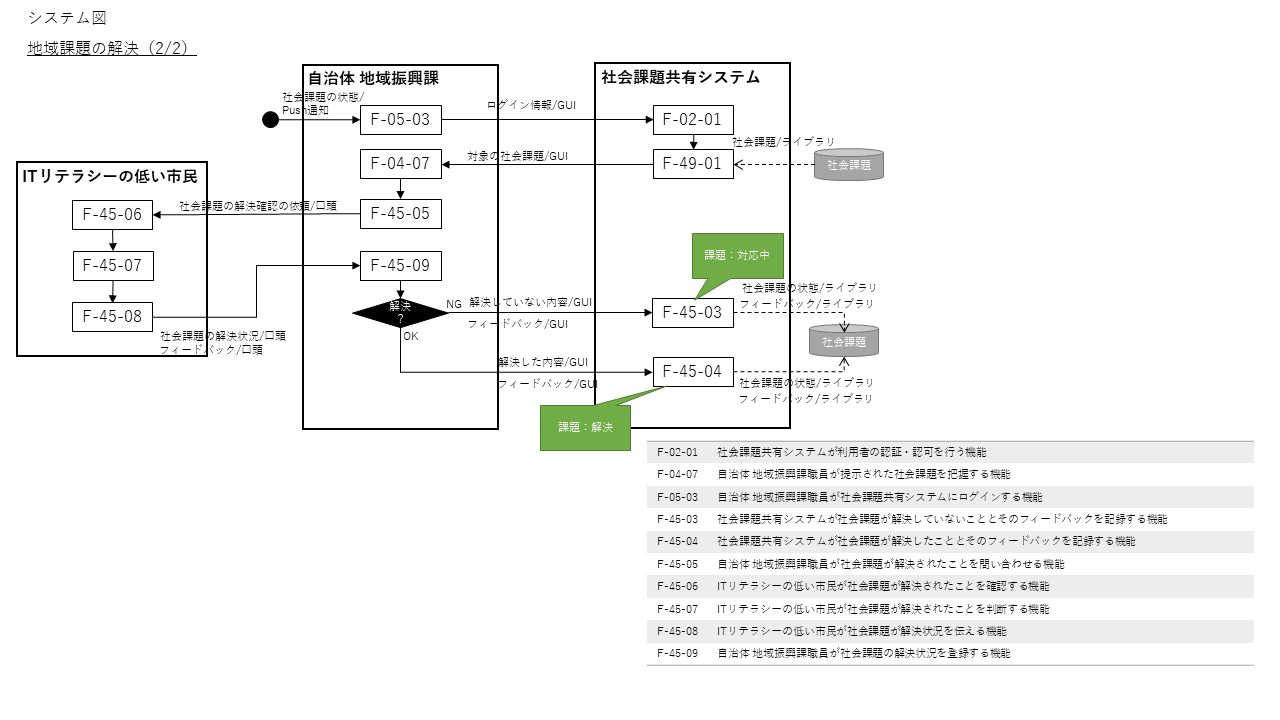 システム図
地域課題の解決（2/2）
自治体 地域振興課
社会課題共有システム
社会課題の状態/
Push通知
F-05-03
ログイン情報/GUI
F-02-01
社会課題/ライブラリ
F-04-07
対象の社会課題/GUI
F-49-01
社会課題
ITリテラシーの低い市民
F-45-06
社会課題の解決確認の依頼/口頭
F-45-05
F-45-07
F-45-09
課題：対応中
F-45-08
解決
？
NG
解決していない内容/GUI
フィードバック/GUI
F-45-03
社会課題の状態/ライブラリ
フィードバック/ライブラリ
社会課題の解決状況/口頭
フィードバック/口頭
OK
社会課題
解決した内容/GUI
フィードバック/GUI
F-45-04
社会課題の状態/ライブラリ
フィードバック/ライブラリ
課題：解決
F-02-01 社会課題共有システムが利用者の認証・認可を行う機能
F-04-07 自治体 地域振興課職員が提示された社会課題を把握する機能
F-05-03 自治体 地域振興課職員が社会課題共有システムにログインする機能
F-45-03 社会課題共有システムが社会課題が解決していないこととそのフィードバックを記録する機能
F-45-04 社会課題共有システムが社会課題が解決したこととそのフィードバックを記録する機能
F-45-05 自治体 地域振興課職員が社会課題が解決されたことを問い合わせる機能
F-45-06 ITリテラシーの低い市民が社会課題が解決されたことを確認する機能
F-45-07 ITリテラシーの低い市民が社会課題が解決されたことを判断する機能
F-45-08 ITリテラシーの低い市民が社会課題が解決状況を伝える機能
F-45-09 自治体 地域振興課職員が社会課題の解決状況を登録する機能